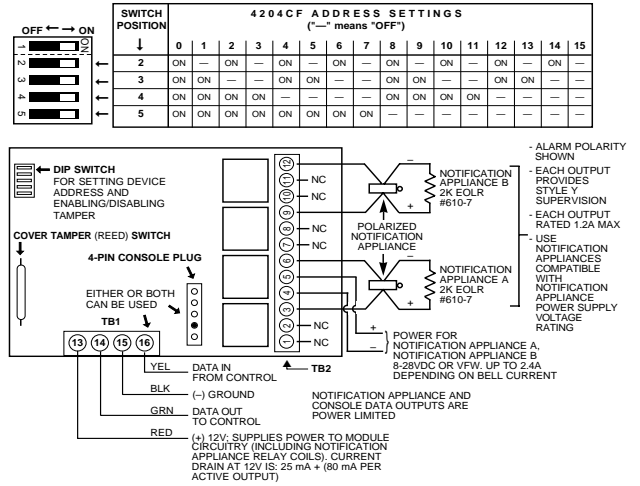 OFF ← → ON
ON
1
2
3
4
5
SWITCH POSITION ↓
4204CF ADDRESS SETTINGS
("—" means "OFF")
0 1 2 3 4 5 6 7 8 9 10 11 12 13 14 15
2 ON — ON — ON — ON — ON — ON — ON — ON —
3 ON ON — — ON ON — — ON ON — — ON ON — —
4 ON ON ON ON — — — — ON ON ON ON — — — —
5 ON ON ON ON ON ON ON ON — — — — — — — —
DIP SWITCH
FOR SETTING DEVICE
ADDRESS AND
ENABLING/DISABLING
TAMPER
COVER TAMPER (REED) SWITCH
4-PIN CONSOLE PLUG
EITHER OR BOTH
CAN BE USED
TB1
13 14 15 16
12
11 NC
10 NC
9
8 NC
7 NC
6
5
4
3
2 NC
1 NC
TB2
–
+
POLARIZED
NOTIFICATION
APPLIANCE
–
+
NOTIFICATION
APPLIANCE B
2K EOLR
#610-7
NOTIFICATION
APPLIANCE A
2K EOLR
#610-7
- ALARM POLARITY
SHOWN
- EACH OUTPUT
PROVIDES
STYLE Y
SUPERVISION
- EACH OUTPUT
RATED 1.2A MAX
- USE
NOTIFICATION
APPLIANCES
COMPATIBLE
WITH
NOTIFICATION
APPLIANCE
POWER SUPPLY
VOLTAGE
RATING
+
–
POWER FOR
NOTIFICATION APPLIANCE A,
NOTIFICATION APPLIANCE B
8-28VDC OR VFW. UP TO 2.4A
DEPENDING ON BELL CURRENT
YEL DATA IN
FROM CONTROL
BLK (–) GROUND
GRN DATA OUT
TO CONTROL
RED (+) 12V; SUPPLIES POWER TO MODULE
CIRCUITRY (INCLUDING NOTIFICATION
APPLIANCE RELAY COILS). CURRENT
DRAIN AT 12V IS: 25 mA + (80 mA PER
ACTIVE OUTPUT)
NOTIFICATION APPLIANCE AND
CONSOLE DATA OUTPUTS ARE
POWER LIMITED